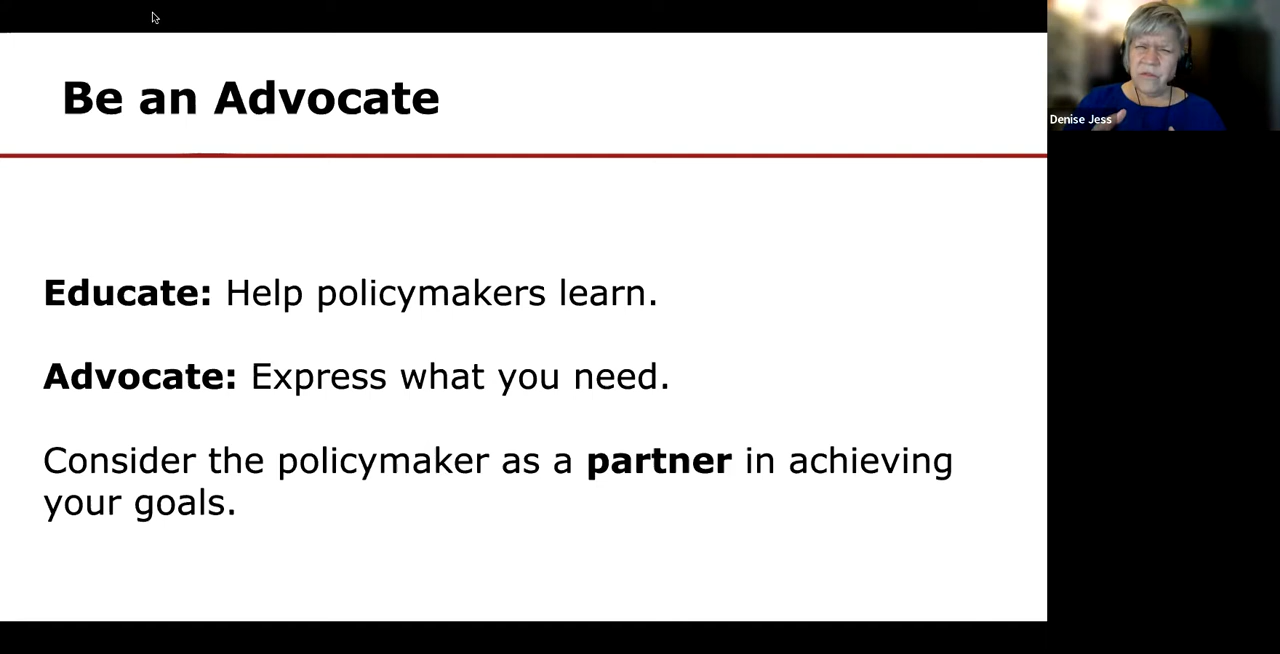 Be an Advocate
Denise Jess
Educate: Help policymakers learn.
Advocate: Express what you need.
Consider the policymaker as a partner in achieving
your goals.